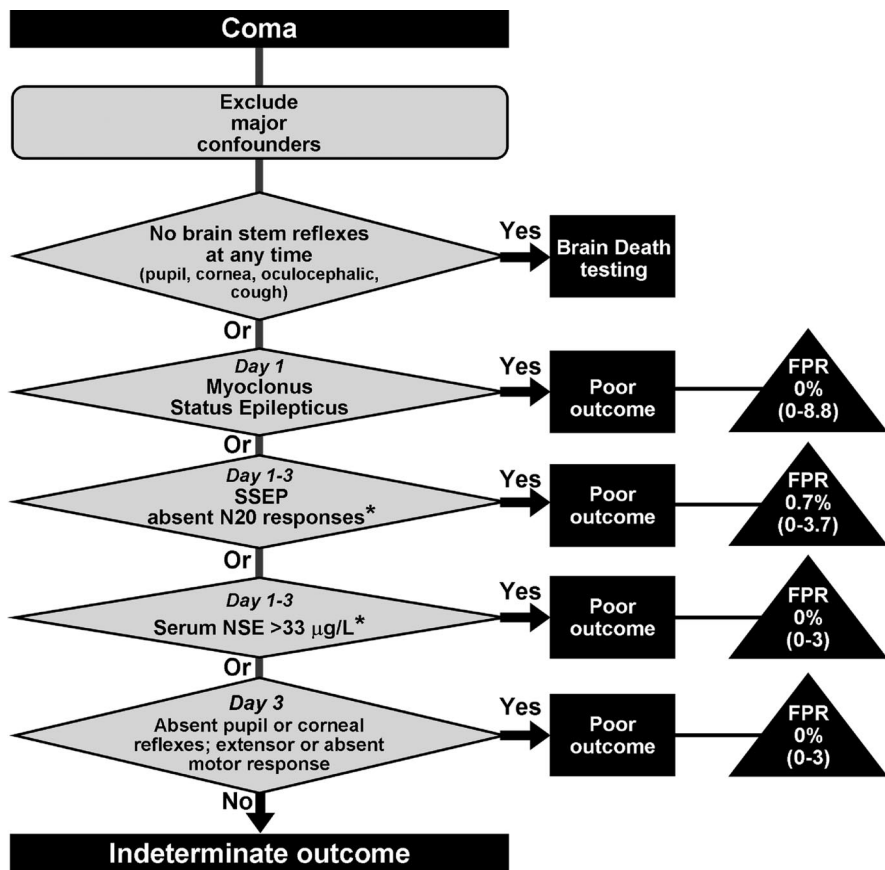 Coma
Exclude
major
confounders
No brain stem reflexes
at any time
(pupil, cornea, oculocephalic,
cough)
Yes
Brain Death
testing
Or
Day 1
Myoclonus
Status Epilepticus
Yes
Poor
outcome
FPR
0%
(0-8.8)
Or
Day 1-3
SSEP
absent N20 responses*
Yes
Poor
outcome
FPR
0.7%
(0-3.7)
Or
Day 1-3
Serum NSE >33 µg/L*
Yes
Poor
outcome
FPR
0%
(0-3)
Or
Day 3
Absent pupil or corneal
reflexes; extensor or absent
motor response
Yes
Poor
outcome
FPR
0%
(0-3)
No
Indeterminate outcome